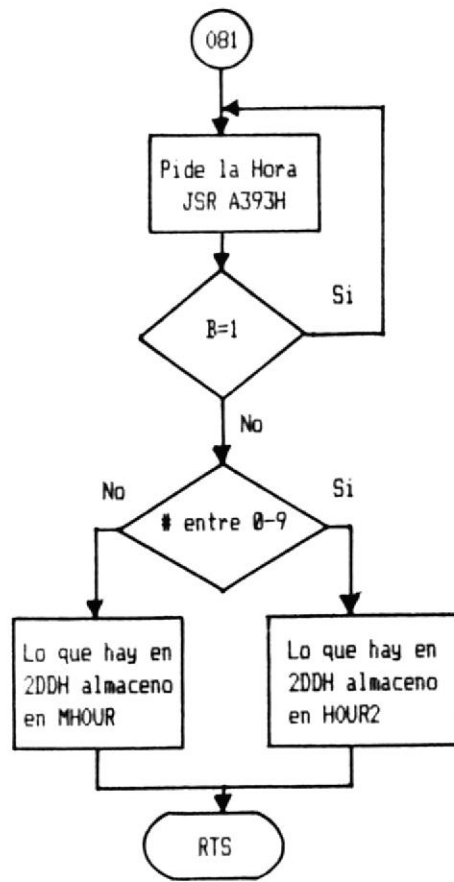 081
Pide la Hora
JSR A393H
Si
B=1
No
No
Si
# entre 0-9
Lo que hay en
2DDH almaceno
en MHOUR
Lo que hay en
2DDH almaceno
en HOUR2
RTS